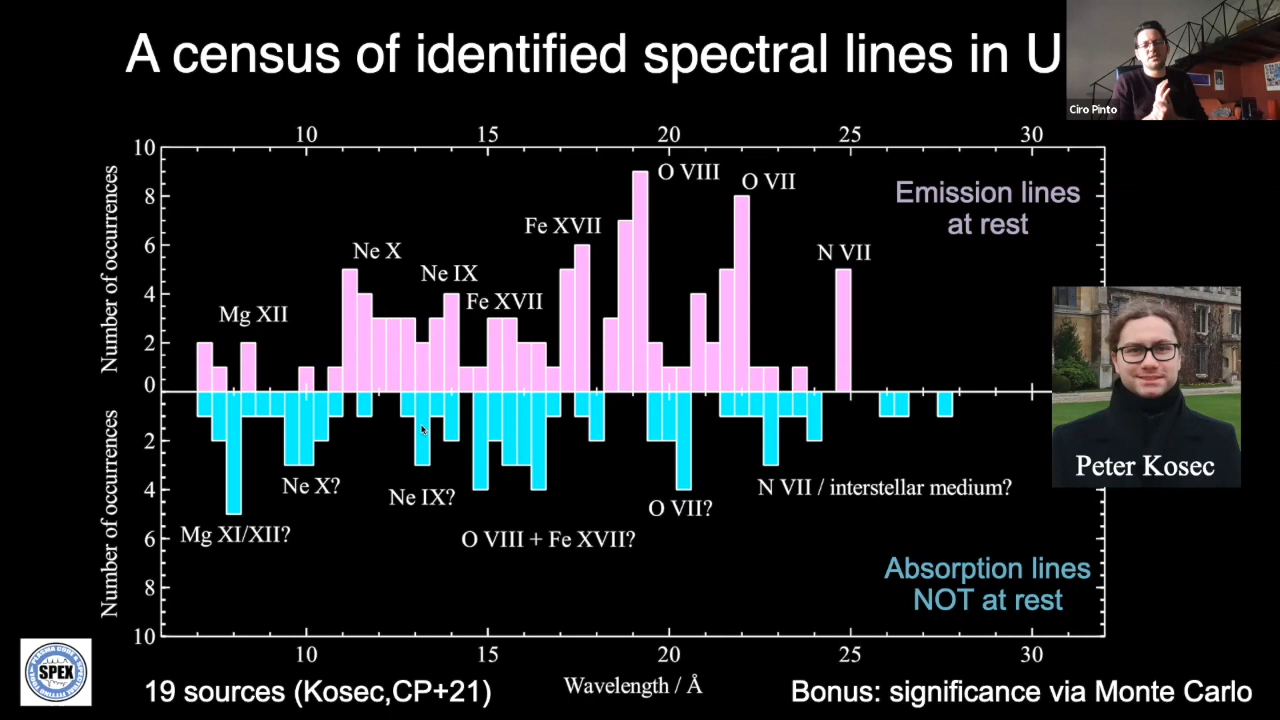 A census of identified spectral lines in U
Ciro Pinto
10 15 20 25 30
Number of occurrences
10
8
6
4
2
0
Mg XII
Ne X
Ne IX
Fe XVII
Fe XVII
O VIII
O VII
N VII
Emission lines
at rest
Peter Kosec
Number of occurrences
2
4
6
8
10
Mg XI/XII?
Ne X?
Ne IX?
O VIII + Fe XVII?
O VII?
N VII / interstellar medium?
Absorption lines
NOT at rest
10 15 20 25 30
Wavelength / Å
SPEX
19 sources (Kosec,CP+21)
Bonus: significance via Monte Carlo